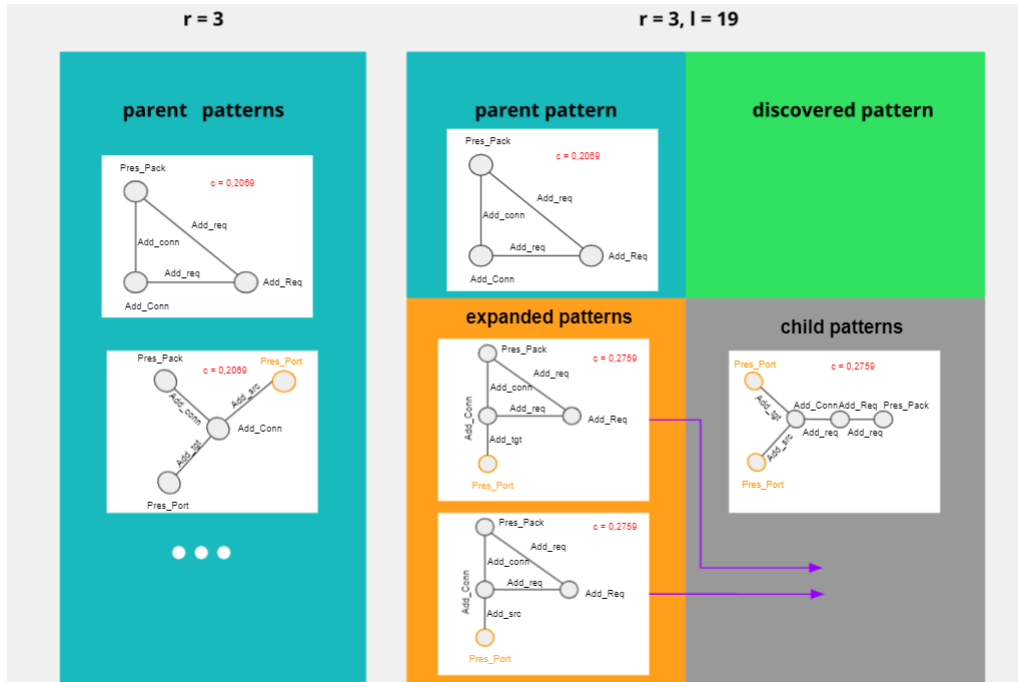 r = 3
r = 3, l = 19
parent patterns
Pres_Pack
c = 0,2069
Add_req
Add_conn
Add_req
Add_Req
Add_Conn
Pres_Pack
Pres_Port
c = 0,2069
Add_conn
Add_src
Add_Conn
Add_tgt
Pres_Port
parent pattern
Pres_Pack
c = 0,2069
Add_req
Add_conn
Add_req
Add_Req
Add_Conn
discovered pattern
expanded patterns
Pres_Pack
c = 0,2759
Add_req
Add_conn
Add_Conn
Add_req
Add_Req
Add_tgt
Pres_Port
Pres_Pack
c = 0,2759
Add_req
Add_conn
Add_Conn
Add_req
Add_Req
Add_src
Pres_Port
child patterns
Pres_Port
c = 0,2759
Add_tgt
Add_Conn
Add_Req
Pres_Pack
Add_req
Add_req
Add_src
Pres_Port